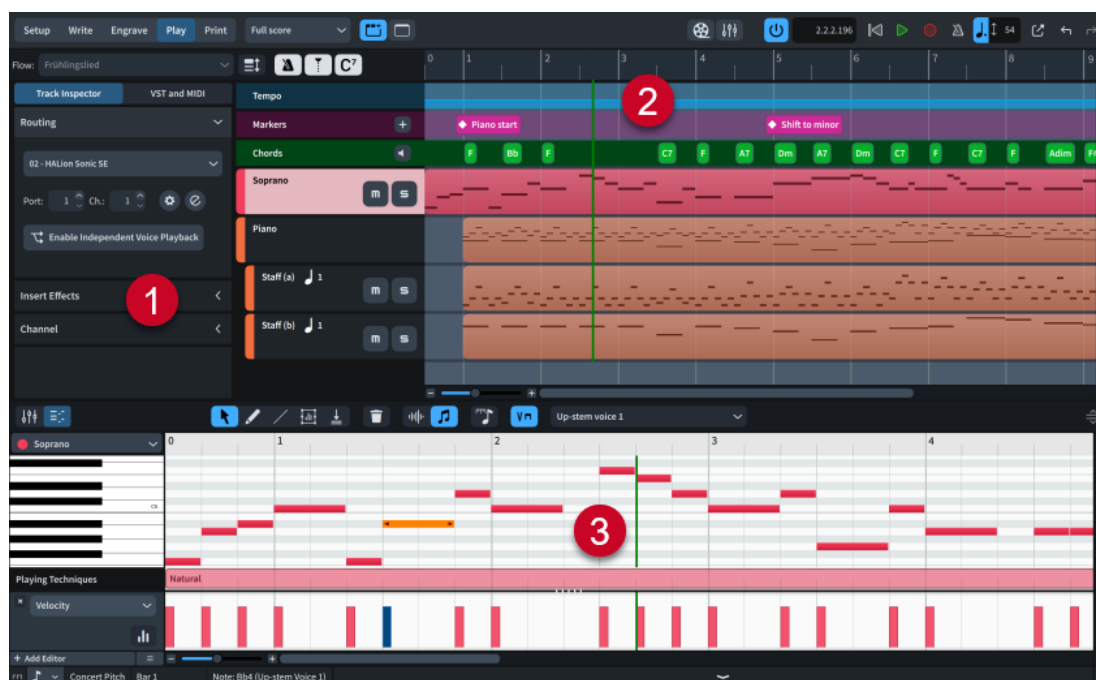 Setup Write Engrave Play Print Full score 2.2.2.196 54
Flow: Frühlingslied C7 0 1 2 3 4 5 6 7 8 9
Track Inspector VST and MIDI Tempo
2
Routing Markers + Piano start Shift to minor
Chords F Bb F C7 F A7 Dm A7 Dm C7 F C7 F Adim
02 - HALion Sonic SE
Soprano m s
Port: 1 Ch.: 1 e
Piano
Enable Independent Voice Playback
Staff (a) 1
m s
Insert Effects
1
Channel
Staff (b) 1
m s
Up-stem voice 1
Soprano 0 1 2 3 4
C5
3
Playing Techniques Natural
Velocity
+ Add Editor
Concert Pitch Bar 1 Note: Bb4 (Up-stem Voice 1)